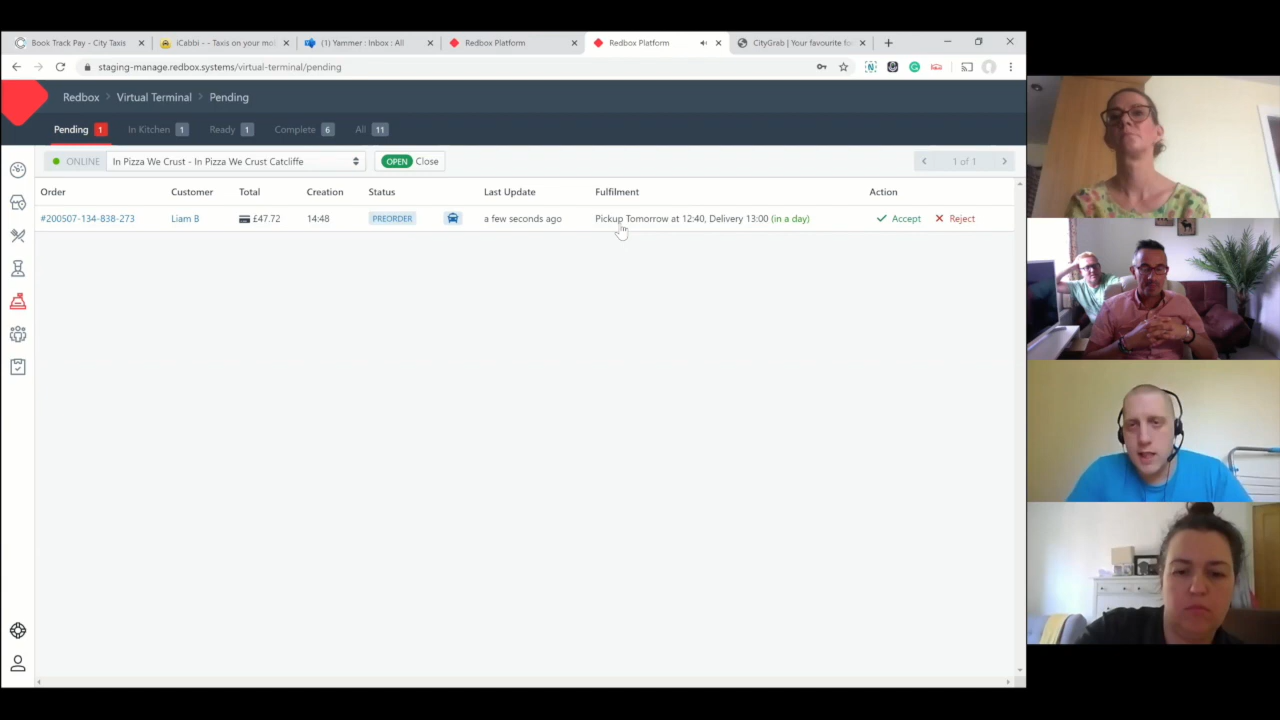 Book Track Pay - City Taxis
iCabbi - - Taxis on your mo
(1) Yammer : Inbox : All
Redbox Platform
Redbox Platform
CityGrab | Your favourite fo
staging-manage.redbox.systems/virtual-terminal/pending
Redbox > Virtual Terminal > Pending
Pending 1 In Kitchen 1 Ready 1 Complete 6 All 11
ONLINE In Pizza We Crust - In Pizza We Crust Catcliffe OPEN Close 1 of 1
Order Customer Total Creation Status Last Update Fulfilment Action
#200507-134-838-273 Liam B £47.72 14:48 PREORDER a few seconds ago Pickup Tomorrow at 12:40, Delivery 13:00 (in a day) Accept Reject